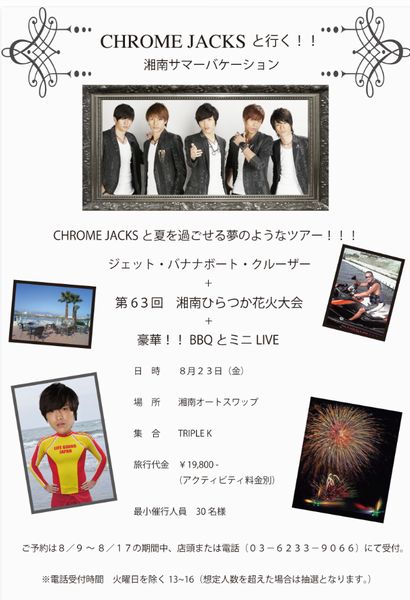 CHROME JACKS と行く！！
湘南サマーバケーション
CHROME JACKS と夏を過ごせる夢のようなツアー！！！
ジェット・バナナボート・クルーザー
+
第６３回　湘南ひらつか花火大会
+
豪華！！ BBQ とミニ LIVE
日　時　８月２３日（金）
場　所　湘南オートスワップ
集　合　TRIPLE K
旅行代金　￥19,800 -
（アクティビティ料金別）
最小催行人員　30 名様
LIFE GUARD
JAPAN
ご予約は８／９～８／１７の期間中、店頭または電話（０３－６２３３－９０６６）にて受付。
※電話受付時間　火曜日を除く 13~16（想定人数を超えた場合は抽選となります。）